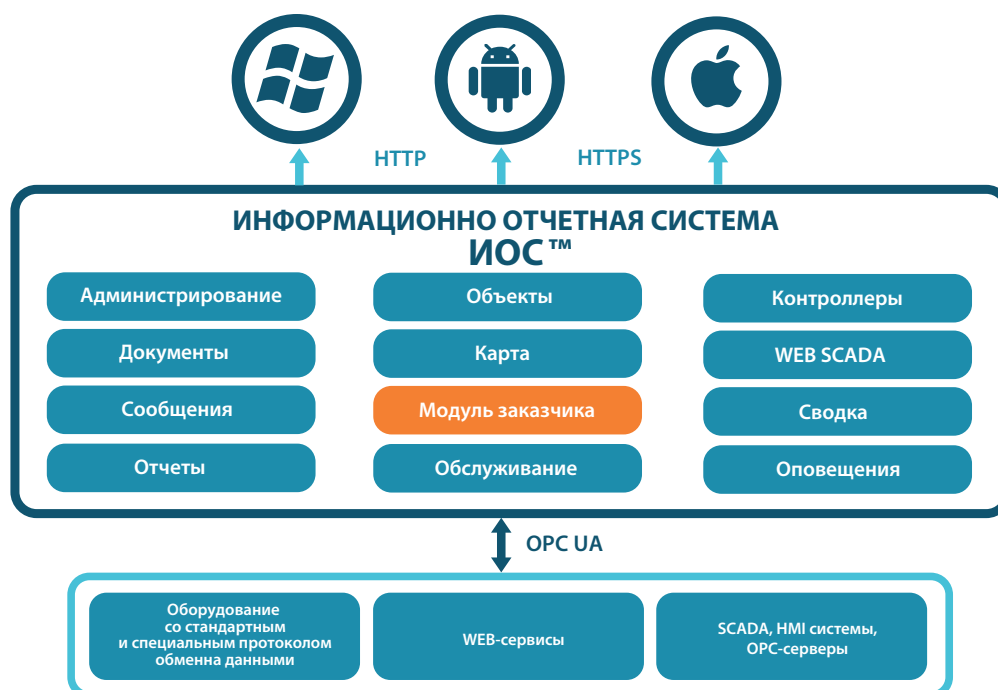 HTTP
HTTPS
ИНФОРМАЦИОННО ОТЧЕТНАЯ СИСТЕМА
ИОС™
Администрирование
Объекты
Контроллеры
Документы
Карта
WEB SCADA
Сообщения
Модуль заказчика
Сводка
Отчеты
Обслуживание
Оповещения
OPC UA
Оборудование
со стандартным
и специальным протоколом
обменна данными
WEB-сервисы
SCADA, HMI системы,
OPC-серверы